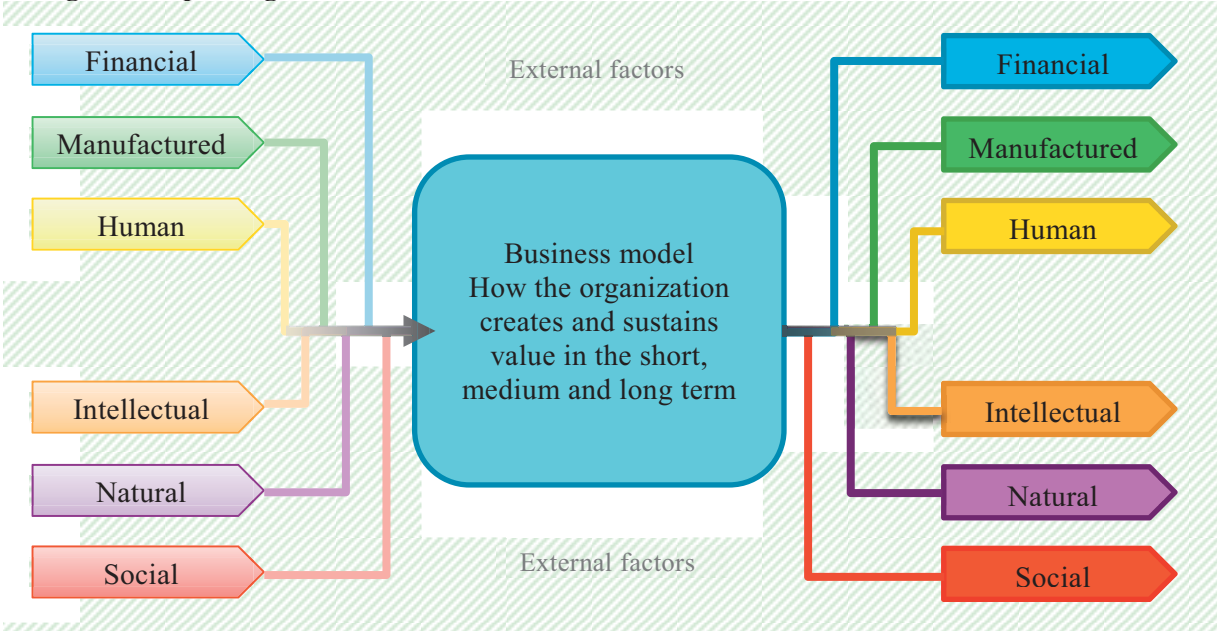 Financial
Manufactured
Human
Intellectual
Natural
Social
External factors
Business model
How the organization
creates and sustains
value in the short,
medium and long term
External factors
Financial
Manufactured
Human
Intellectual
Natural
Social